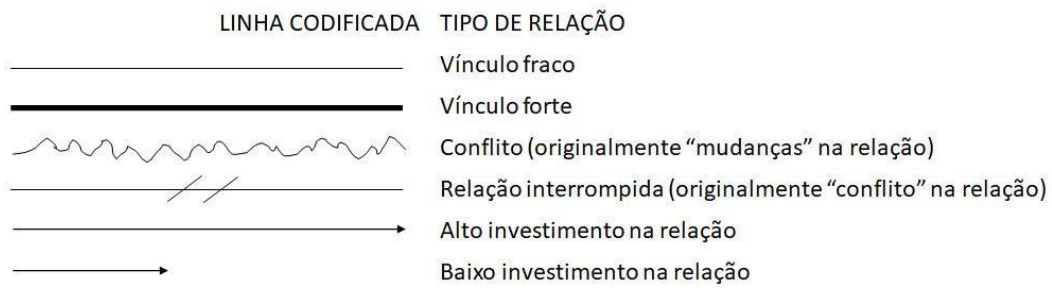 LINHA CODIFICADA TIPO DE RELAÇÃO
Vínculo fraco
Vínculo forte
Conflito (originalmente “mudanças” na relação)
Relação interrompida (originalmente “conflito” na relação)
Alto investimento na relação
Baixo investimento na relação